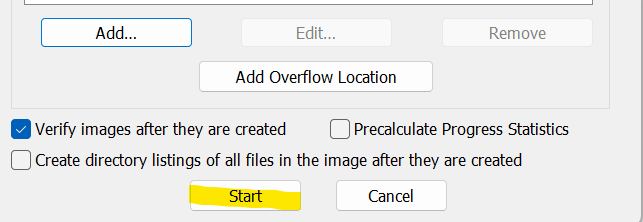 Add... Edit... Remove
Add Overflow Location
Verify images after they are created Precalculate Progress Statistics
Create directory listings of all files in the image after they are created
Start Cancel